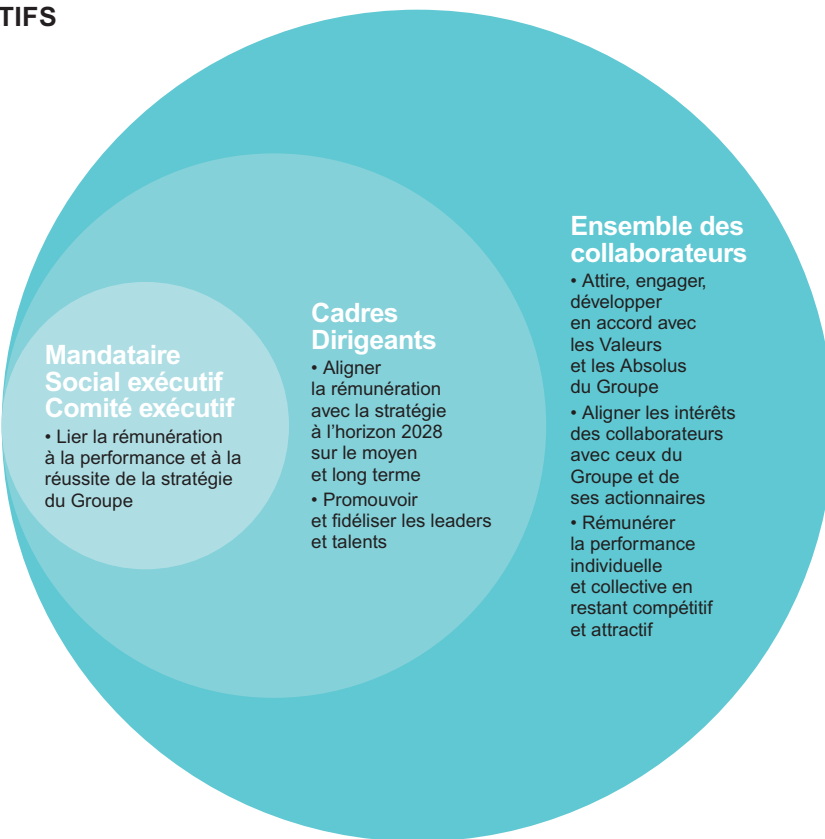 TIFS
Mandataire
Social exécutif
Comité exécutif
• Lier la rémunération
à la performance et à la
réussite de la stratégie
du Groupe
Cadres
Dirigeants
• Aligner
la rémunération
avec la stratégie
à l’horizon 2028
sur le moyen
et long terme
• Promouvoir
et fidéliser les leaders
et talents
Ensemble des
collaborateurs
• Attire, engager,
développer
en accord avec
les Valeurs
et les Absolus
du Groupe
• Aligner les intérêts
des collaborateurs
avec ceux du
Groupe et de
ses actionnaires
• Rémunérer
la performance
individuelle
et collective en
restant compétitif
et attractif